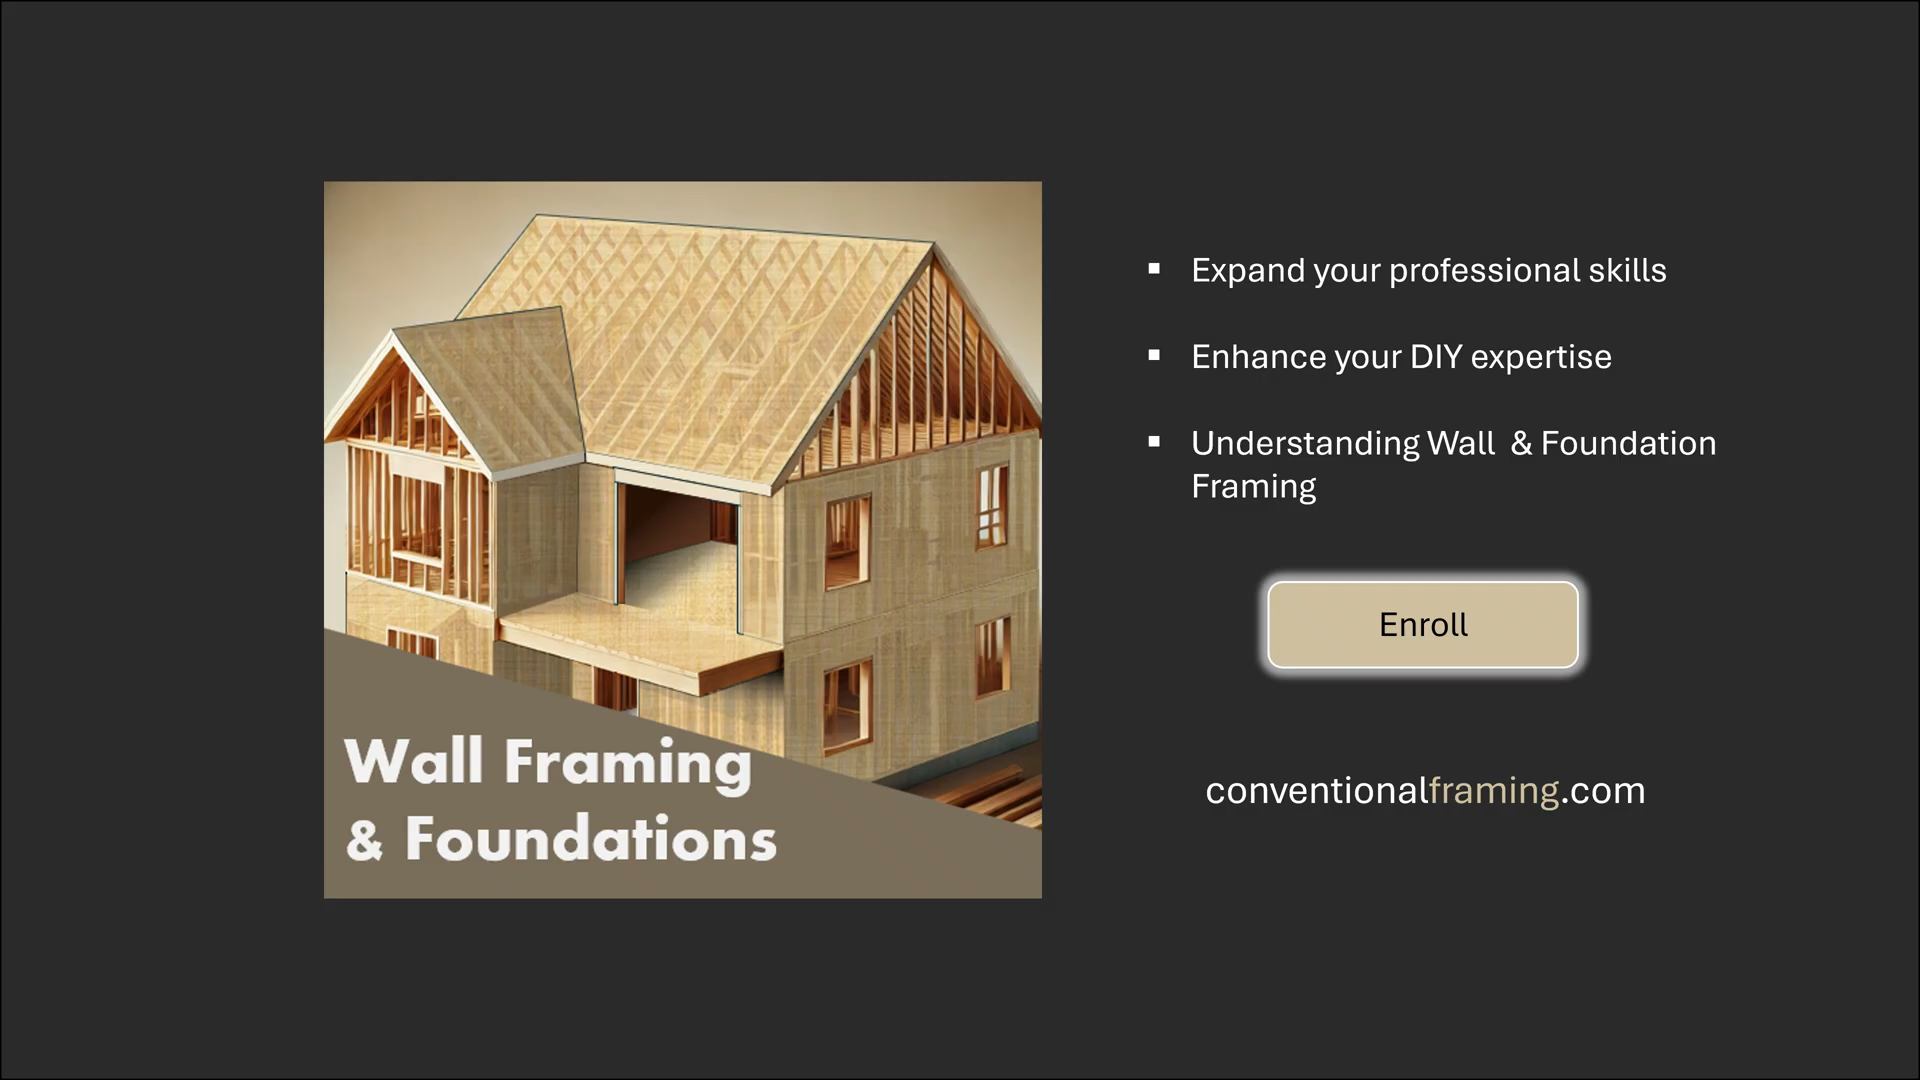 Wall Framing
& Foundations
▪ Expand your professional skills
▪ Enhance your DIY expertise
▪ Understanding Wall  & Foundation
Framing
Enroll
conventionalframing.com